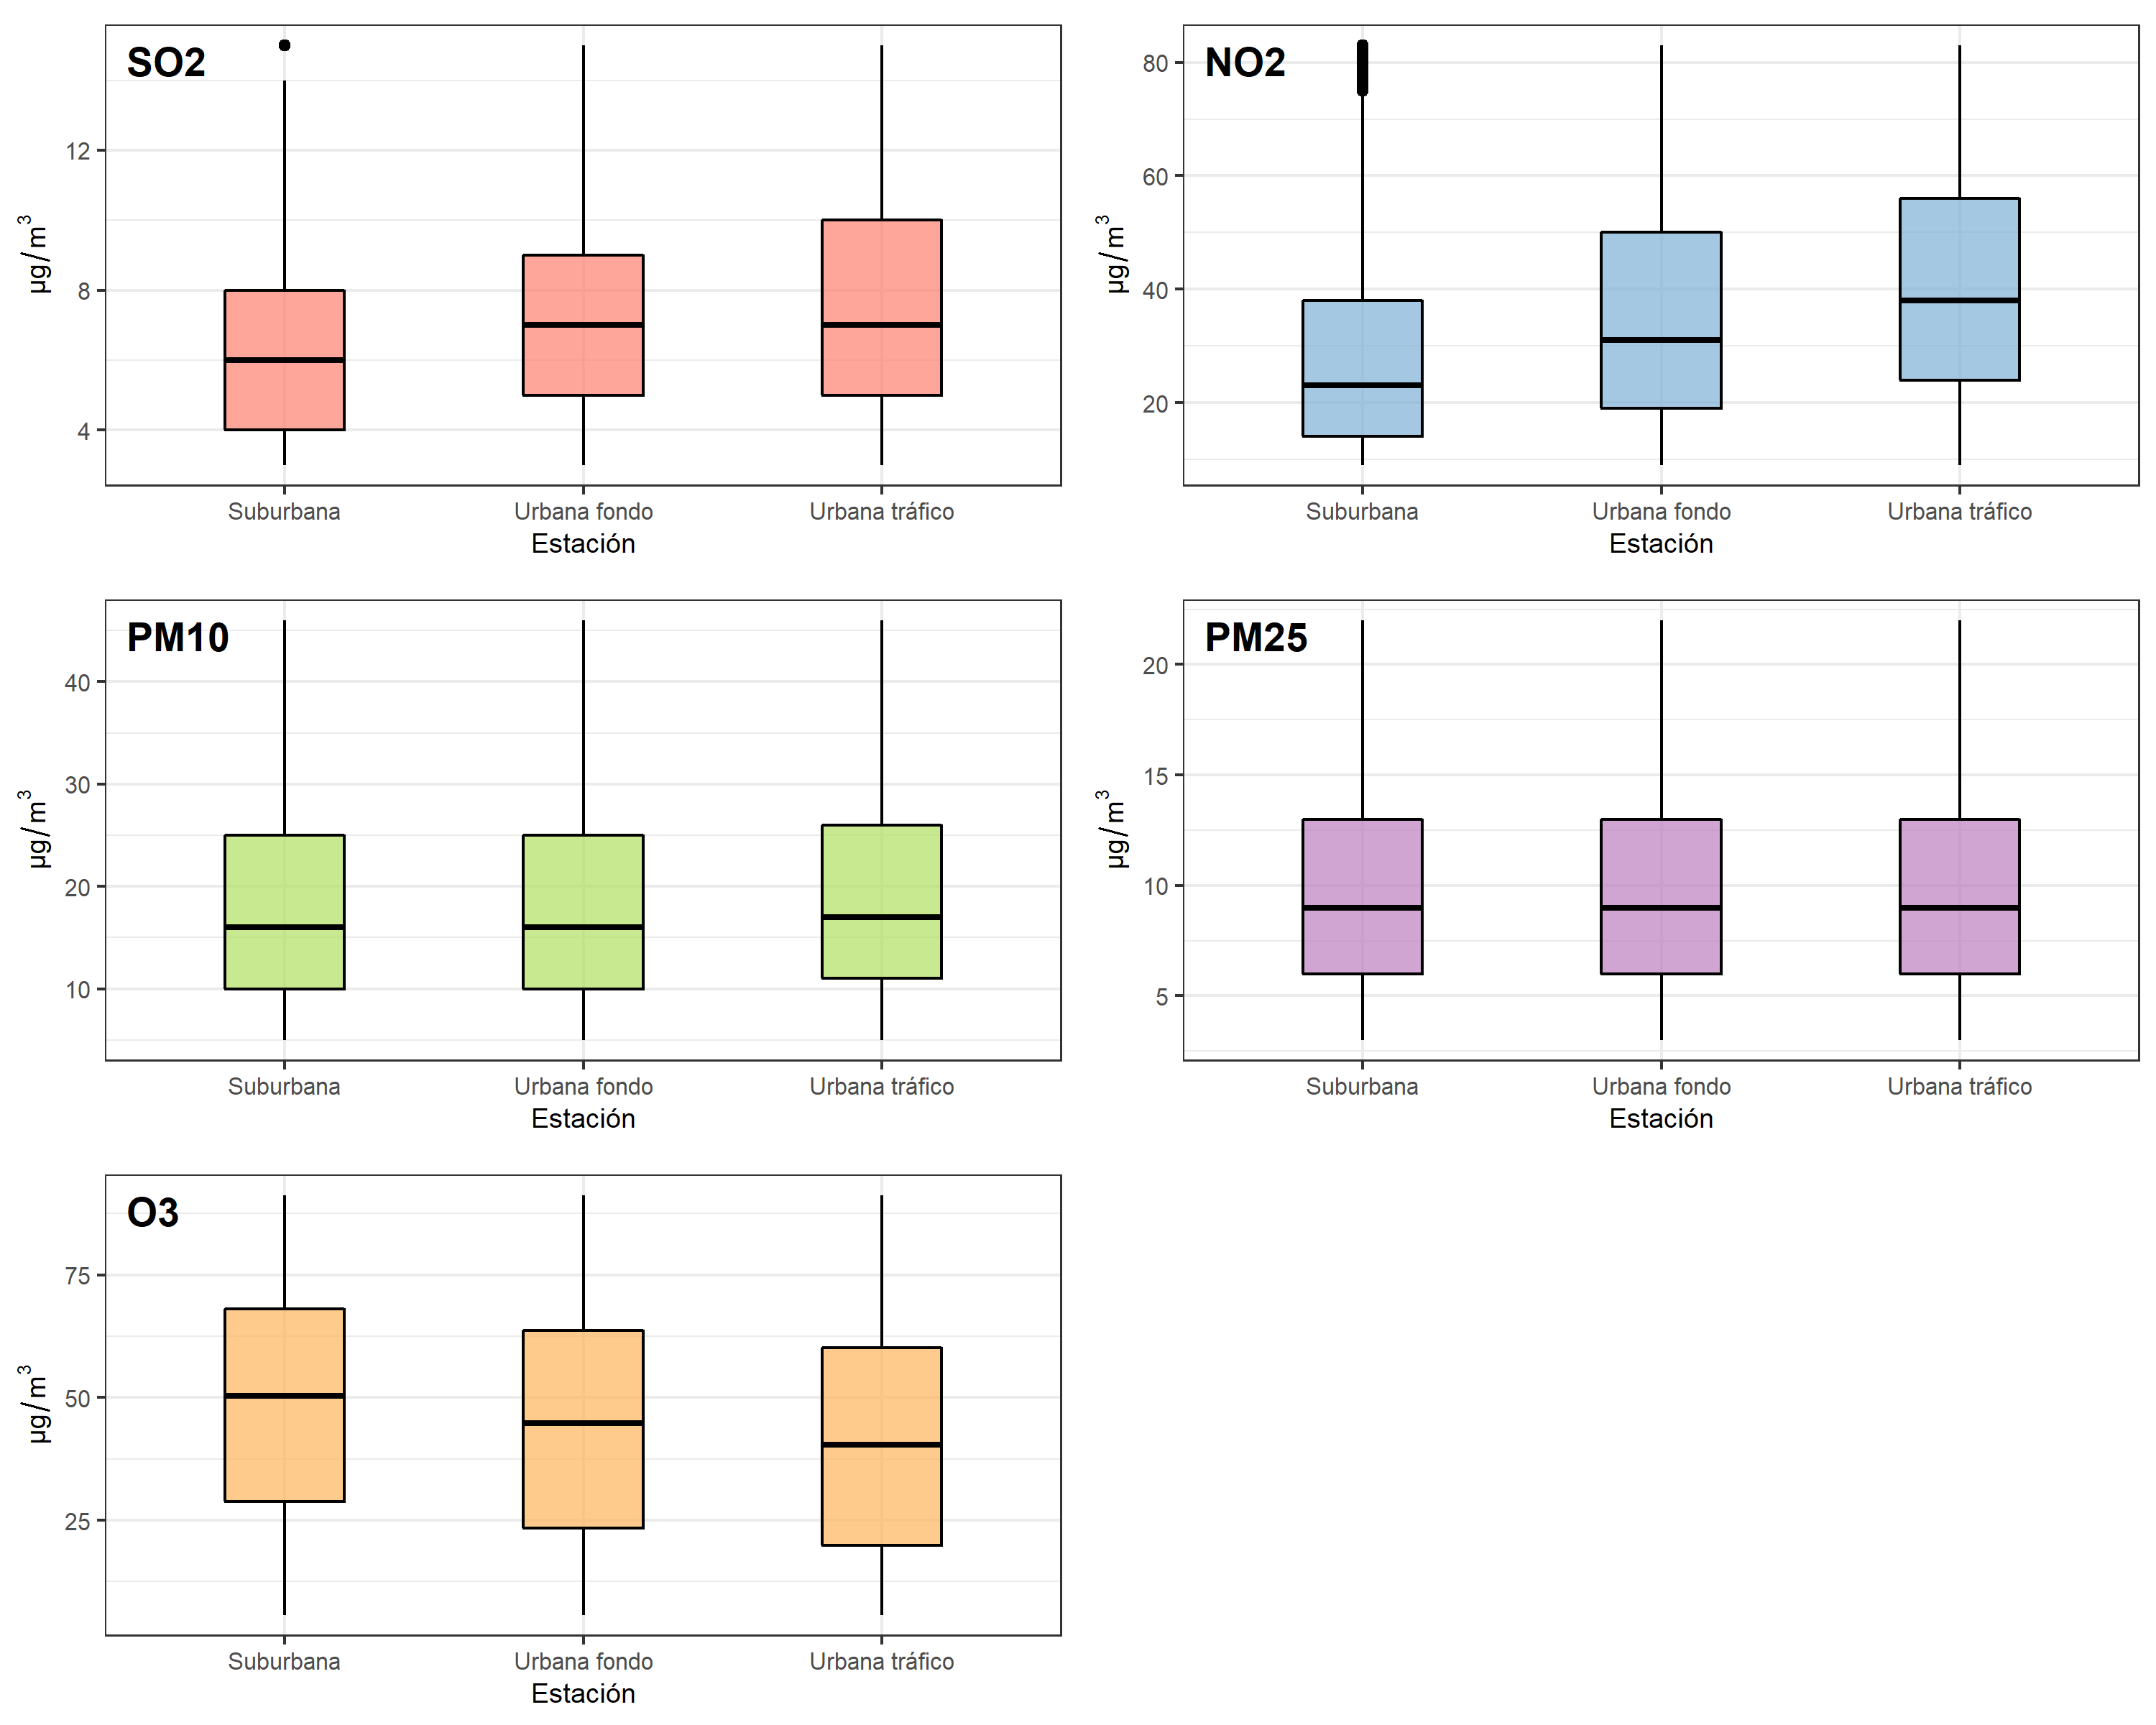 SO2
12
8
4
µg/m³
Suburbana
Urbana fondo
Urbana tráfico
Estación
NO2
80
60
40
20
µg/m³
Suburbana
Urbana fondo
Urbana tráfico
Estación
PM10
40
30
20
10
µg/m³
Suburbana
Urbana fondo
Urbana tráfico
Estación
PM25
20
15
10
5
µg/m³
Suburbana
Urbana fondo
Urbana tráfico
Estación
O3
75
50
25
µg/m³
Suburbana
Urbana fondo
Urbana tráfico
Estación